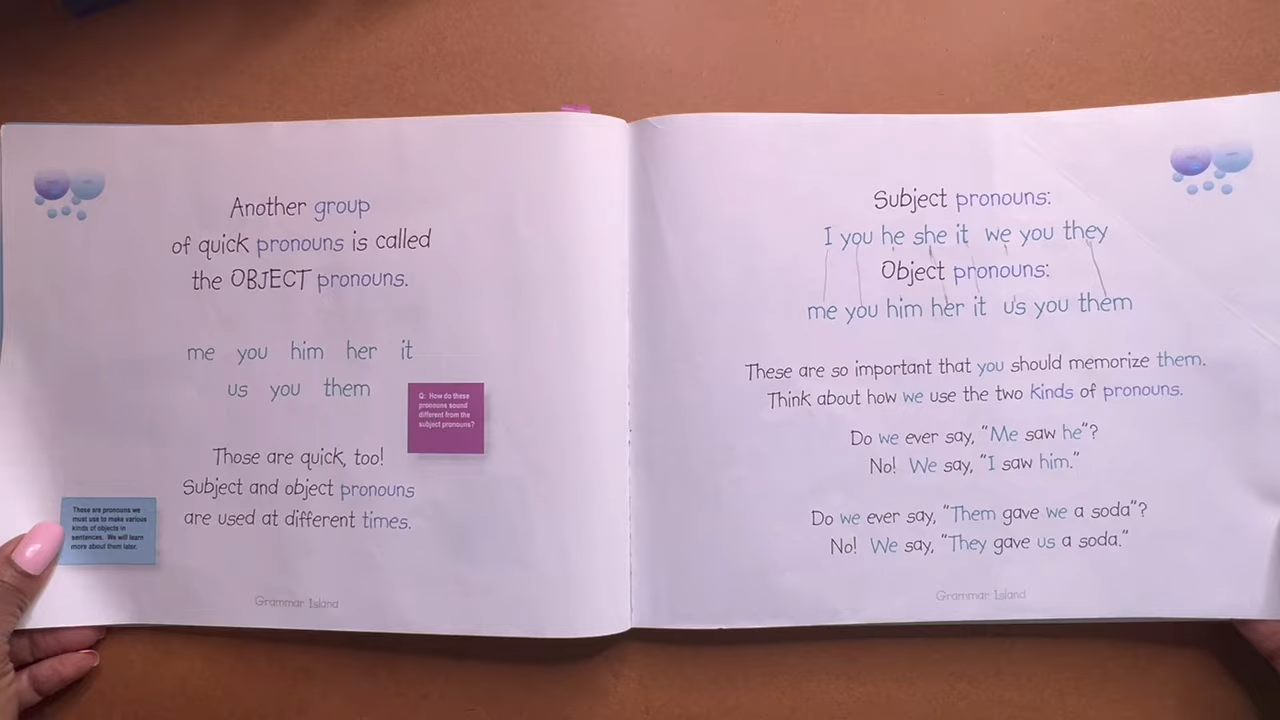 Another group
of quick pronouns is called
the OBJECT pronouns.
me you him her it
us you them
Q: How do these
pronouns sound
different from the
subject pronouns?
Those are quick, too!
Subject and object pronouns
are used at different times.
These are pronouns we
must use to make various
kinds of objects in
sentences. We will learn
more about them later.
Grammar Island
Subject pronouns:
I you he she it we you they
Object pronouns:
me you him her it us you them
These are so important that you should memorize them.
Think about how we use the two kinds of pronouns.
Do we ever say, "Me saw he"?
No! We say, "I saw him."
Do we ever say, "Them gave we a soda"?
No! We say, "They gave us a soda."
Grammar Island